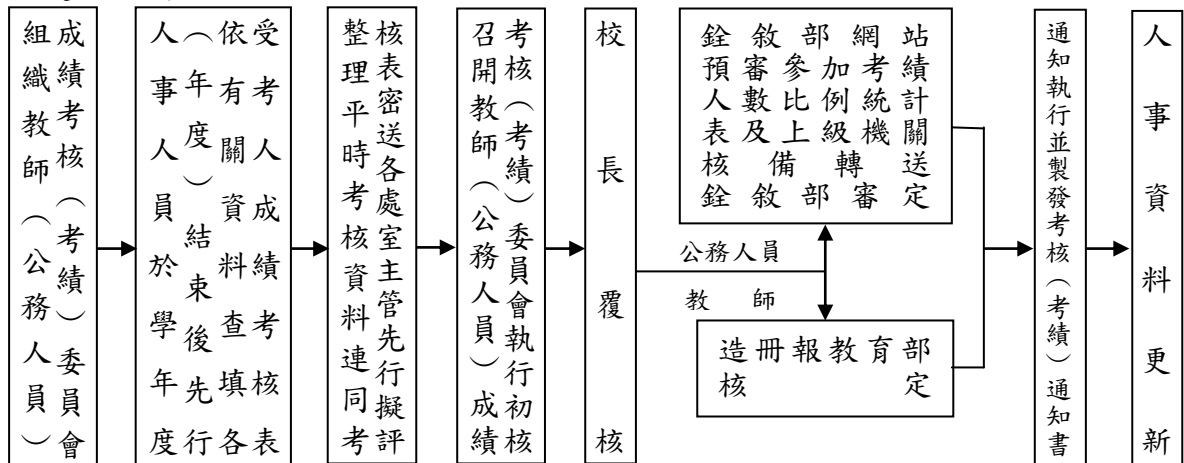 組織教師（公務人員）
成績考核（考績）委員會
人事人員於學年度
（年度）結束後先行
依有關資料查填各
受考人成績考核表
整理平時考核資料連同考
核表密送各處室主管先行擬評
召開教師（公務人員）成績
考核（考績）委員會執行初核
校長覆核
公務人員
教師
銓敘部網站
預審參加考績
人數比例統計
表及上級機關
核備轉送
銓敘部審定
造冊報教育部
核定
通知執行並製發考核（考績）通知書
人事資料更新